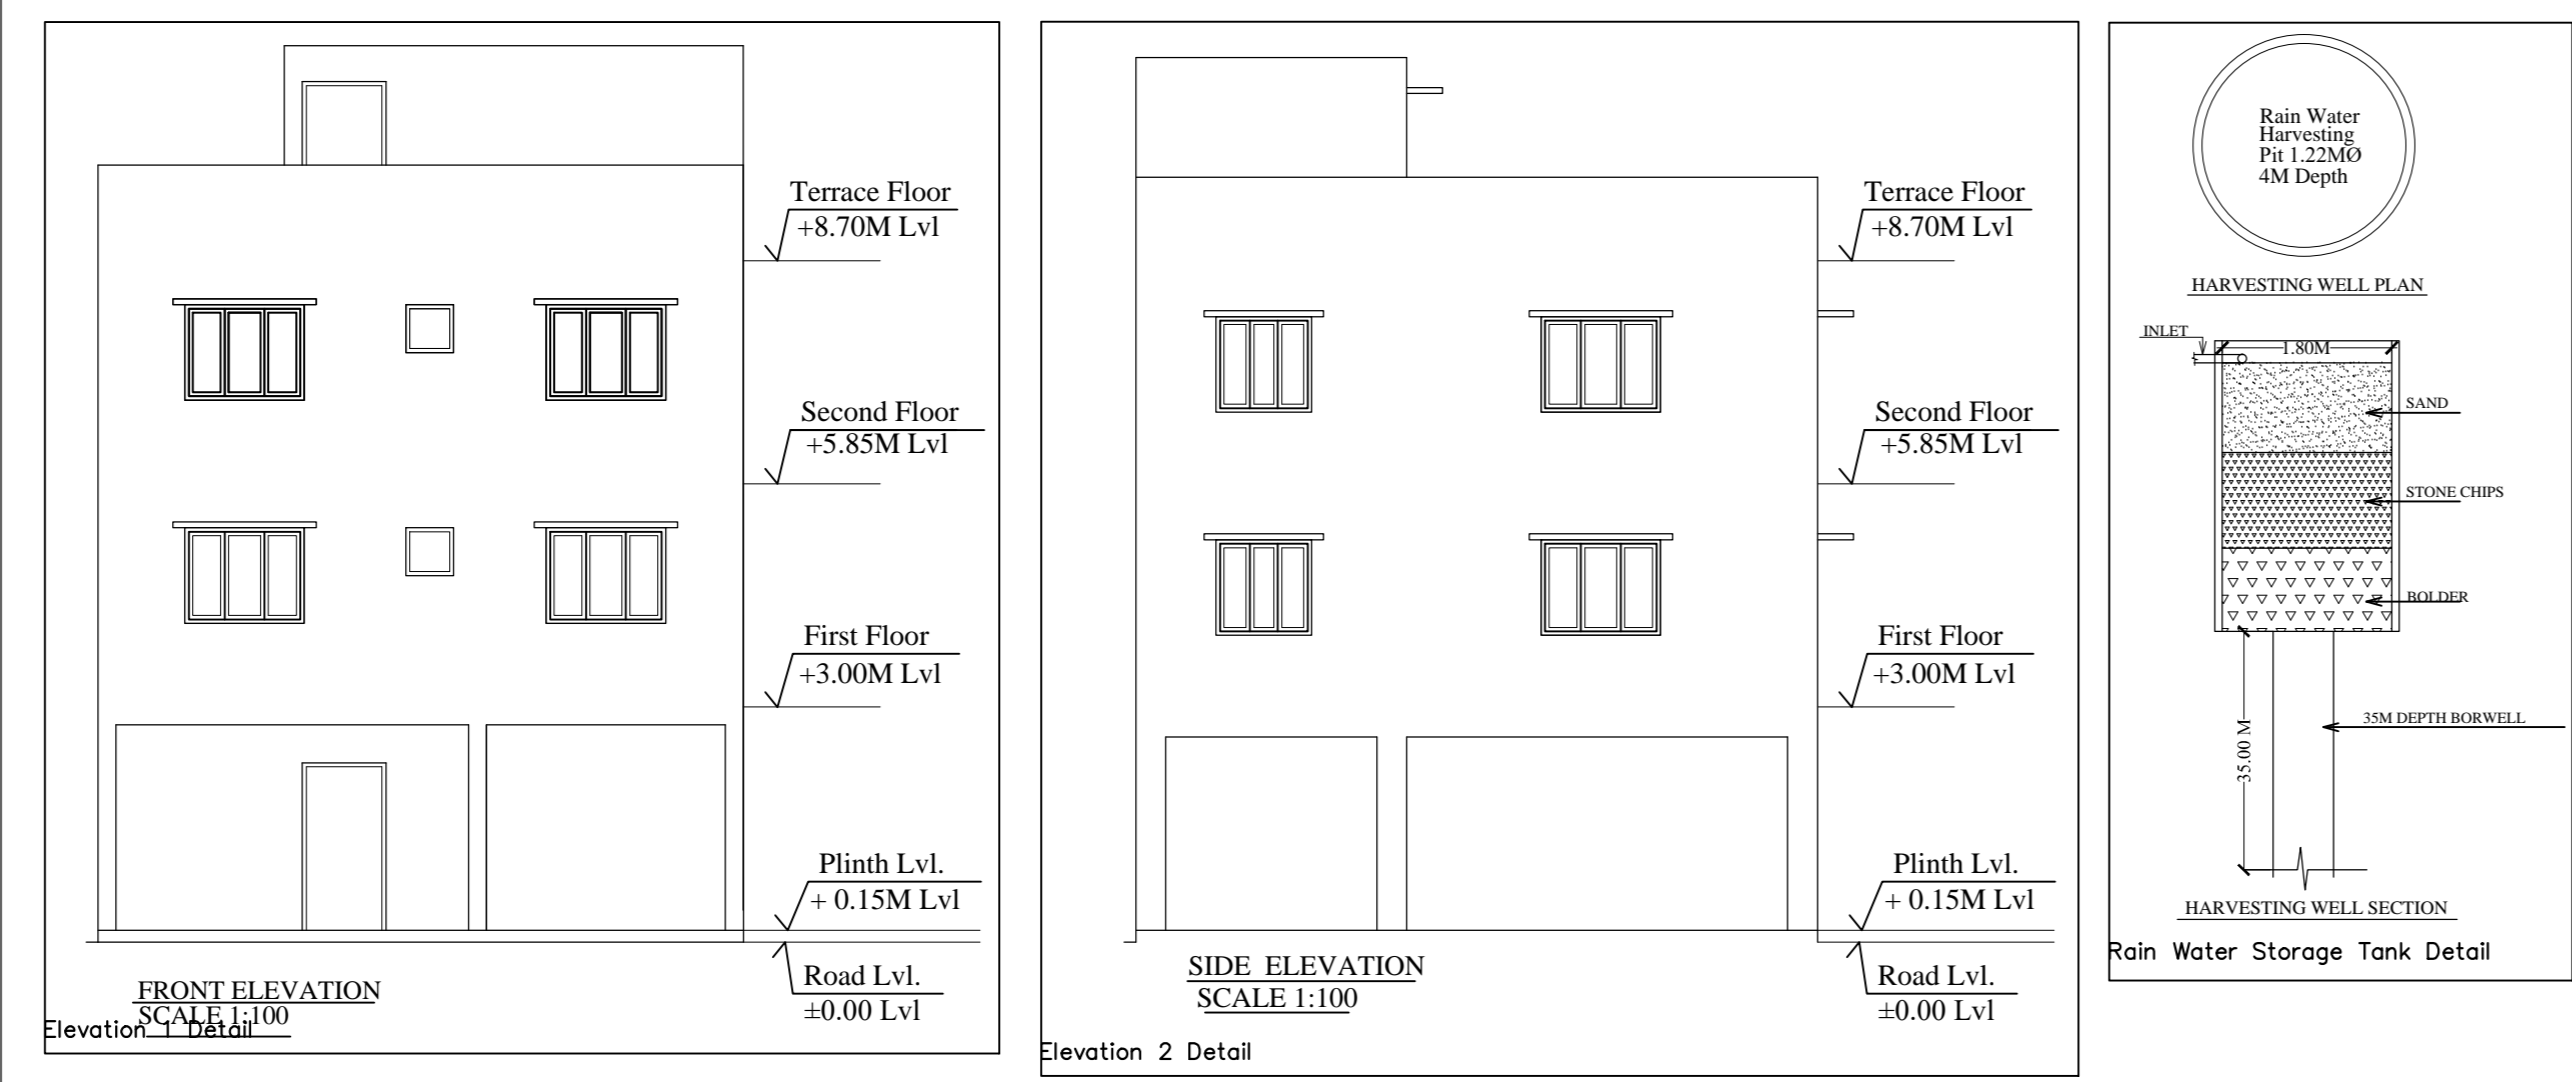 Terrace Floor
+8.70M Lvl
Second Floor
+5.85M Lvl
First Floor
+3.00M Lvl
Plinth Lvl.
+ 0.15M Lvl
Road Lvl.
±0.00 Lvl
FRONT ELEVATION
SCALE 1:100
Elevation 1 Detail
Terrace Floor
+8.70M Lvl
Second Floor
+5.85M Lvl
First Floor
+3.00M Lvl
Plinth Lvl.
+ 0.15M Lvl
Road Lvl.
±0.00 Lvl
SIDE ELEVATION
SCALE 1:100
Elevation 2 Detail
Rain Water
Harvesting
Pit 1.22MØ
4M Depth
HARVESTING WELL PLAN
INLET
1.80M
SAND
STONE CHIPS
BOLDER
35M DEPTH BORWELL
35.00 M
HARVESTING WELL SECTION
Rain Water Storage Tank Detail